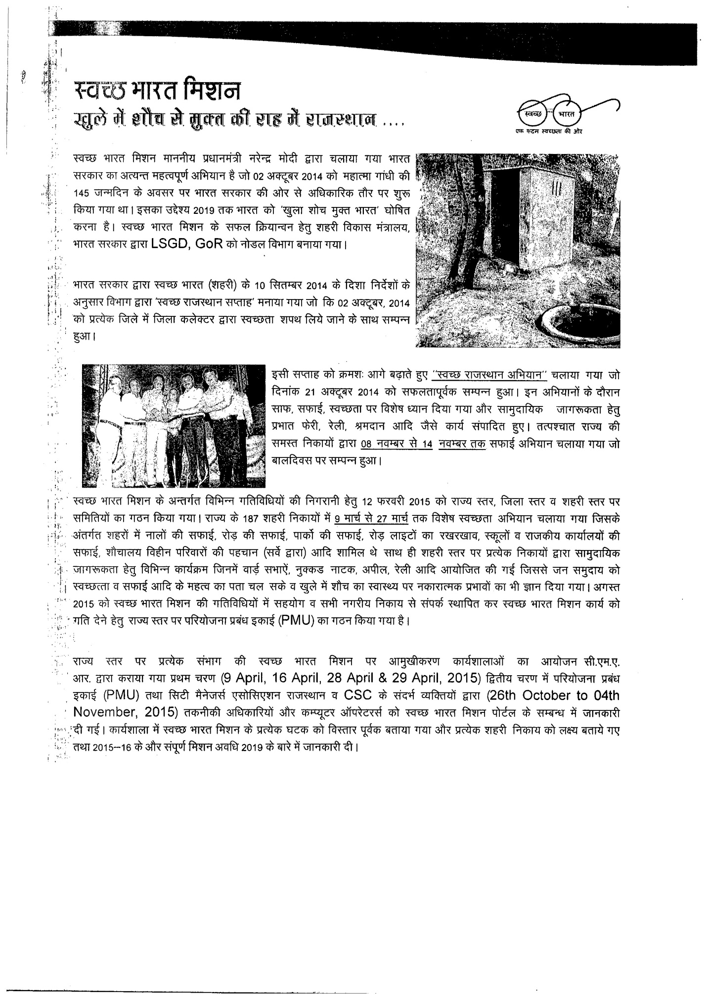 स्वच्छ भारत मिशन
खुले में शौच से मुक्त की राह में राजस्थान ....
स्वच्छ भारत
एक कदम स्वच्छता की ओर
स्वच्छ भारत मिशन माननीय प्रधानमंत्री नरेन्द्र मोदी द्वारा चलाया गया भारत
सरकार का अत्यन्त महत्वपूर्ण अभियान है जो 02 अक्टूबर 2014 को महात्मा गांधी की
145 जन्मदिन के अवसर पर भारत सरकार की ओर से अधिकारिक तौर पर शुरू
किया गया था। इसका उद्देश्य 2019 तक भारत को 'खुला शोच मुक्त भारत' घोषित
करना है। स्वच्छ भारत मिशन के सफल क्रियान्वन हेतु शहरी विकास मंत्रालय,
भारत सरकार द्वारा LSGD, GoR को नोडल विभाग बनाया गया।
भारत सरकार द्वारा स्वच्छ भारत (शहरी) के 10 सितम्बर 2014 के दिशा निर्देशों के
अनुसार विभाग द्वारा 'स्वच्छ राजस्थान सप्ताह' मनाया गया जो कि 02 अक्टूबर, 2014
को प्रत्येक जिले में जिला कलेक्टर द्वारा स्वच्छता शपथ लिये जाने के साथ सम्पन्न
हुआ।
इसी सप्ताह को क्रमशः आगे बढ़ाते हुए "स्वच्छ राजस्थान अभियान" चलाया गया जो
दिनांक 21 अक्टूबर 2014 को सफलतापूर्वक सम्पन्न हुआ। इन अभियानों के दौरान
साफ, सफाई, स्वच्छता पर विशेष ध्यान दिया गया और सामुदायिक जागरूकता हेतु
प्रभात फेरी, रेली, श्रमदान आदि जैसे कार्य संपादित हुए। तत्पश्चात राज्य की
समस्त निकायों द्वारा 08 नवम्बर से 14 नवम्बर तक सफाई अभियान चलाया गया जो
बालदिवस पर सम्पन्न हुआ।
स्वच्छ भारत मिशन के अन्तर्गत विभिन्न गतिविधियों की निगरानी हेतु 12 फरवरी 2015 को राज्य स्तर, जिला स्तर व शहरी स्तर पर
समितियों का गठन किया गया। राज्य के 187 शहरी निकायों में 9 मार्च से 27 मार्च तक विशेष स्वच्छता अभियान चलाया गया जिसके
अंतर्गत शहरों में नालों की सफाई, रोड़ की सफाई, पार्को की सफाई, रोड़ लाइटों का रखरखाव, स्कूलों व राजकीय कार्यालयों की
सफाई, शौचालय विहीन परिवारों की पहचान (सर्वे द्वारा) आदि शामिल थे साथ ही शहरी स्तर पर प्रत्येक निकायों द्वारा सामुदायिक
जागरूकता हेतु विभिन्न कार्यक्रम जिनमें वार्ड़ सभाऐं, नुक्कड नाटक, अपील, रेली आदि आयोजित की गई जिससे जन समुदाय को
स्वच्छत्ता व सफाई आदि के महत्व का पता चल सके व खुले में शौच का स्वास्थ्य पर नकारात्मक प्रभावों का भी ज्ञान दिया गया। अगस्त
2015 को स्वच्छ भारत मिशन की गतिविधियों में सहयोग व सभी नगरीय निकाय से संपर्क स्थापित कर स्वच्छ भारत मिशन कार्य को
गति देने हेतु राज्य स्तर पर परियोजना प्रबंध इकाई (PMU) का गठन किया गया है।
राज्य स्तर पर प्रत्येक संभाग की स्वच्छ भारत मिशन पर आमुखीकरण कार्यशालाओं का आयोजन सी.एम.ए.
आर. द्वारा कराया गया प्रथम चरण (9 April, 16 April, 28 April & 29 April, 2015) द्वितीय चरण में परियोजना प्रबंध
इकाई (PMU) तथा सिटी मैनेजर्स एसोसिएशन राजस्थान व CSC के संदर्भ व्यक्तियों द्वारा (26th October to 04th
November, 2015) तकनीकी अधिकारियों और कम्प्यूटर ऑपरेटरर्स को स्वच्छ भारत मिशन पोर्टल के सम्बन्ध में जानकारी
दी गई। कार्यशाला में स्वच्छ भारत मिशन के प्रत्येक घटक को विस्तार पूर्वक बताया गया और प्रत्येक शहरी निकाय को लक्ष्य बताये गए
तथा 2015–16 के और संपूर्ण मिशन अवधि 2019 के बारे में जानकारी दी।